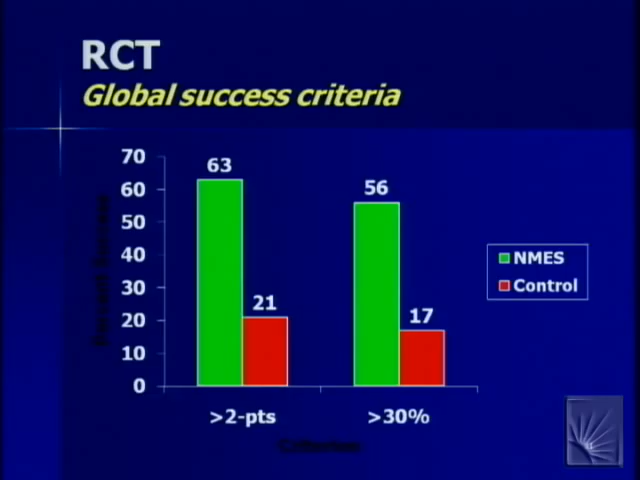 RCT
Global success criteria
70
60
50
40
30
20
10
0
63
21
56
17
>2-pts
>30%
NMES
Control
Criterion